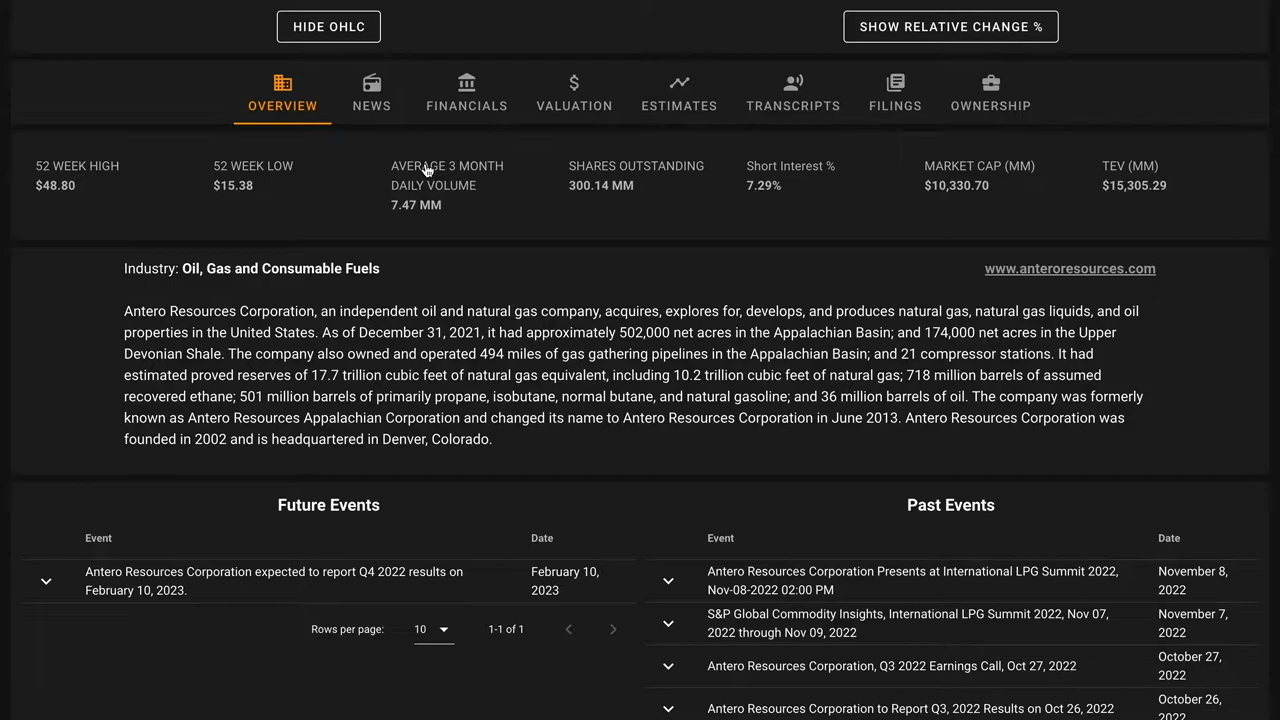 HIDE OHLC
SHOW RELATIVE CHANGE %
OVERVIEW
NEWS
FINANCIALS
VALUATION
ESTIMATES
TRANSCRIPTS
FILINGS
OWNERSHIP
52 WEEK HIGH
$48.80
52 WEEK LOW
$15.38
AVERAGE 3 MONTH
DAILY VOLUME
7.47 MM
SHARES OUTSTANDING
300.14 MM
Short Interest %
7.29%
MARKET CAP (MM)
$10,330.70
TEV (MM)
$15,305.29
Industry: Oil, Gas and Consumable Fuels
www.anteroresources.com
Antero Resources Corporation, an independent oil and natural gas company, acquires, explores for, develops, and produces natural gas, natural gas liquids, and oil
properties in the United States. As of December 31, 2021, it had approximately 502,000 net acres in the Appalachian Basin; and 174,000 net acres in the Upper
Devonian Shale. The company also owned and operated 494 miles of gas gathering pipelines in the Appalachian Basin; and 21 compressor stations. It had
estimated proved reserves of 17.7 trillion cubic feet of natural gas equivalent, including 10.2 trillion cubic feet of natural gas; 718 million barrels of assumed
recovered ethane; 501 million barrels of primarily propane, isobutane, normal butane, and natural gasoline; and 36 million barrels of oil. The company was formerly
known as Antero Resources Appalachian Corporation and changed its name to Antero Resources Corporation in June 2013. Antero Resources Corporation was
founded in 2002 and is headquartered in Denver, Colorado.
Future Events
Event
Date
Antero Resources Corporation expected to report Q4 2022 results on
February 10, 2023.
February 10,
2023
Rows per page:
10
1-1 of 1
Past Events
Event
Date
Antero Resources Corporation Presents at International LPG Summit 2022,
Nov-08-2022 02:00 PM
November 8,
2022
S&P Global Commodity Insights, International LPG Summit 2022, Nov 07,
2022 through Nov 09, 2022
November 7,
2022
Antero Resources Corporation, Q3 2022 Earnings Call, Oct 27, 2022
October 27,
2022
Antero Resources Corporation to Report Q3, 2022 Results on Oct 26, 2022
October 26,
2022